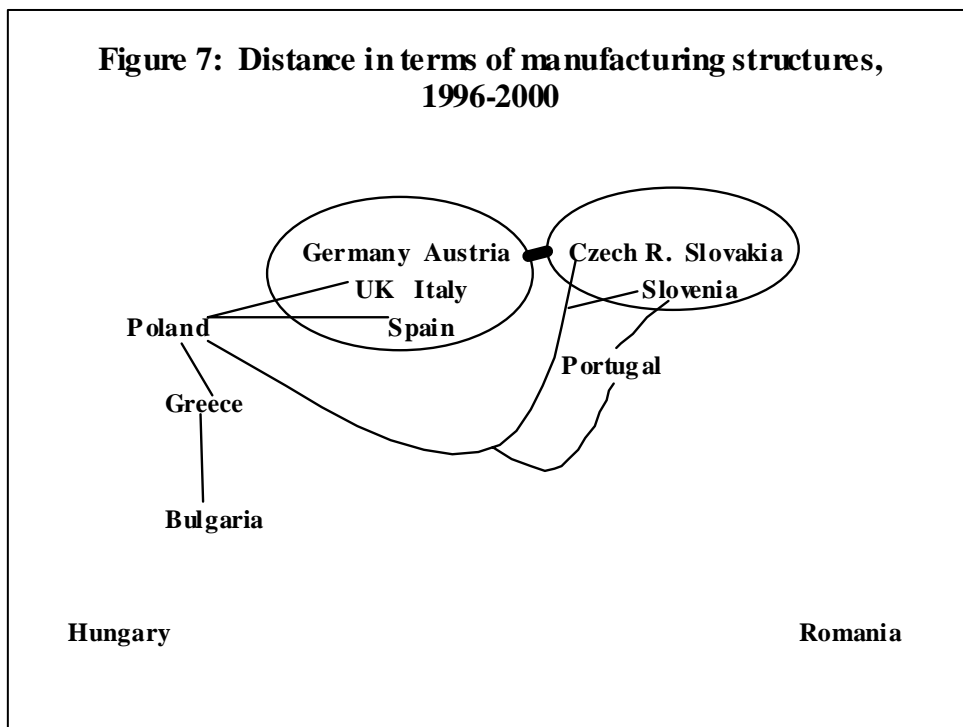 Figure 7: Distance in terms of manufacturing structures,
1996-2000
Germany Austria Czech R. Slovakia
UK Italy Slovenia
Poland Spain
Portugal
Greece
Bulgaria
Hungary Romania